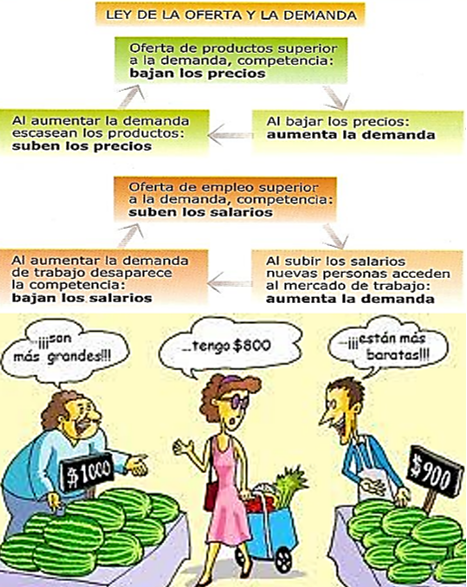 LEY DE LA OFERTA Y LA DEMANDA
Oferta de productos superior
a la demanda, competencia:
bajan los precios
Al aumentar la demanda
escasean los productos:
suben los precios
Al bajar los precios:
aumenta la demanda
Oferta de empleo superior
a la demanda, competencia:
suben los salarios
Al aumentar la demanda
de trabajo desaparece
la competencia:
bajan los salarios
Al subir los salarios
nuevas personas acceden
al mercado de trabajo:
aumenta la demanda
...¡¡¡son
más grandes!!!
...tengo $800
...¡¡¡están más
baratas!!!
$1000
$900